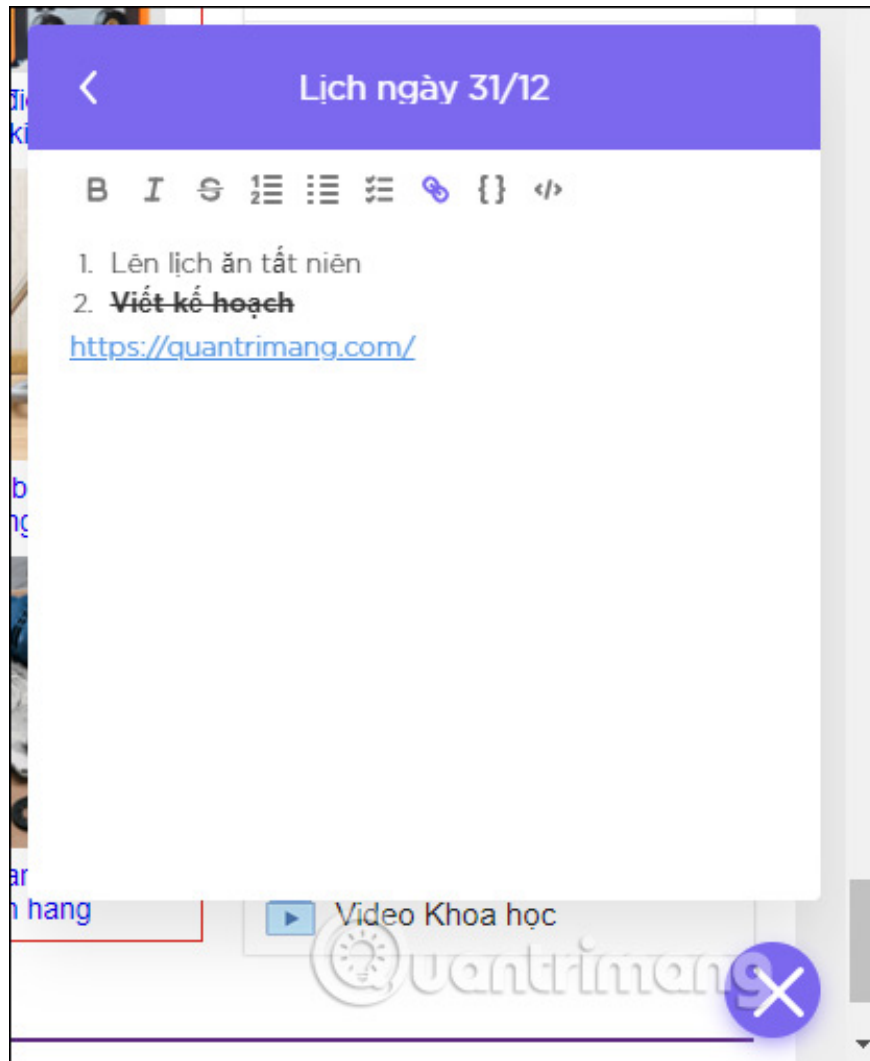 Lịch ngày 31/12
B I S
1. Lên lịch ăn tất niên
2. Viết kế hoạch
https://quantrimang.com/
hang
Video Khoa học
Quantrimang